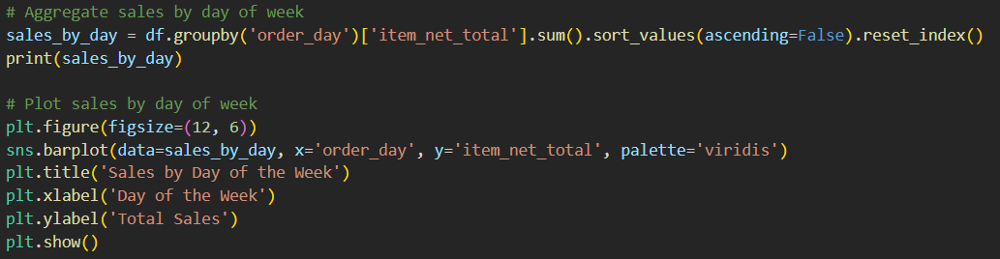 # Aggregate sales by day of week
sales_by_day = df.groupby('order_day')['item_net_total'].sum().sort_values(ascending=False).reset_index()
print(sales_by_day)

# Plot sales by day of week
plt.figure(figsize=(12, 6))
sns.barplot(data=sales_by_day, x='order_day', y='item_net_total', palette='viridis')
plt.title('Sales by Day of the Week')
plt.xlabel('Day of the Week')
plt.ylabel('Total Sales')
plt.show()